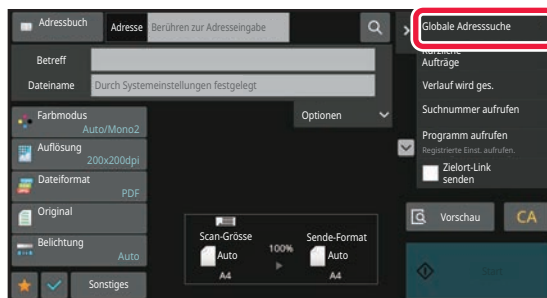 Adressbuch
Adresse
Berühren zur Adresseingabe
Globale Adresssuche
Kürzliche
Aufträge
Betreff
Dateiname
Durch Systemeinstellungen festgelegt
Verlauf wird ges.
Suchnummer aufrufen
Farbmodus
Auto/Mono2
Optionen
Programm aufrufen
Registrierte Einst. aufrufen.
Auflösung
200x200dpi
Zielort-Link
senden
Dateiformat
PDF
Original
Vorschau
CA
Scan-Grösse
Auto
A4
100%
Sende-Format
Auto
A4
Belichtung
Auto
Start
Sonstiges